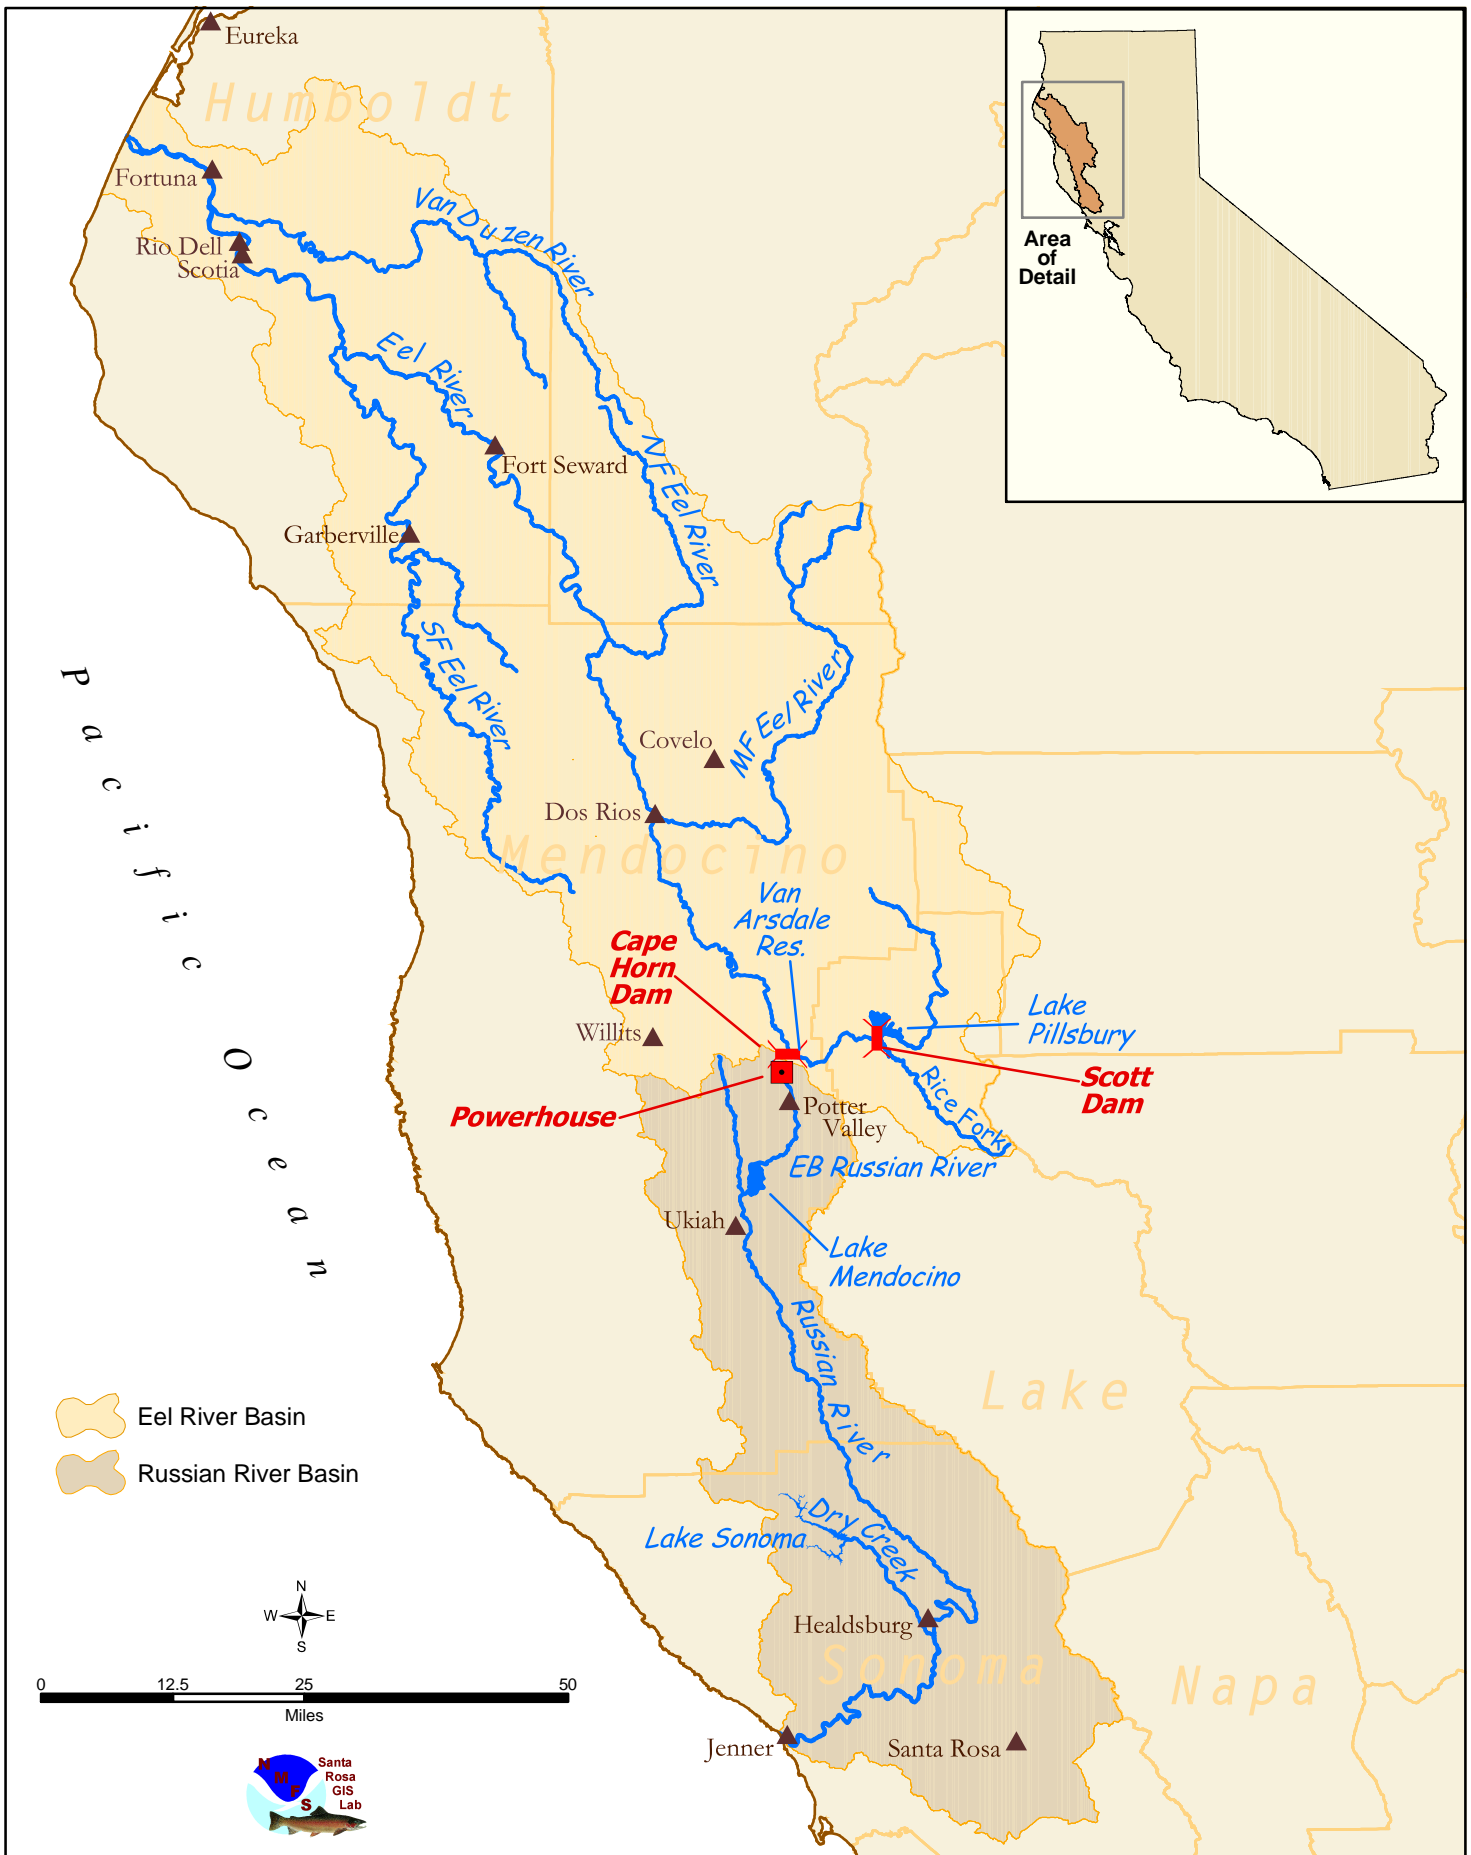 Eureka
Humboldt
Fortuna
Van Duzen River
Rio Dell
Scotia
Eel River
Fort Seward
N F Eel River
Garberville
SF Eel River
MF Eel River
Covelo
Dos Rios
Mendocino
Van
Arsdale
Res.
Cape
Horn
Dam
Willits
Lake
Pillsbury
Scott
Dam
Rice Fork
Powerhouse
Potter
Valley
EB Russian River
Ukiah
Lake
Mendocino
Russian River
Lake
Dry Creek
Lake Sonoma
Healdsburg
Sonoma
Napa
Jenner
Santa Rosa
Pacific Ocean
Area
of
Detail
Eel River Basin
Russian River Basin
N
W E
S
0 12.5 25 50
Miles
NMFS
Santa
Rosa
GIS
Lab